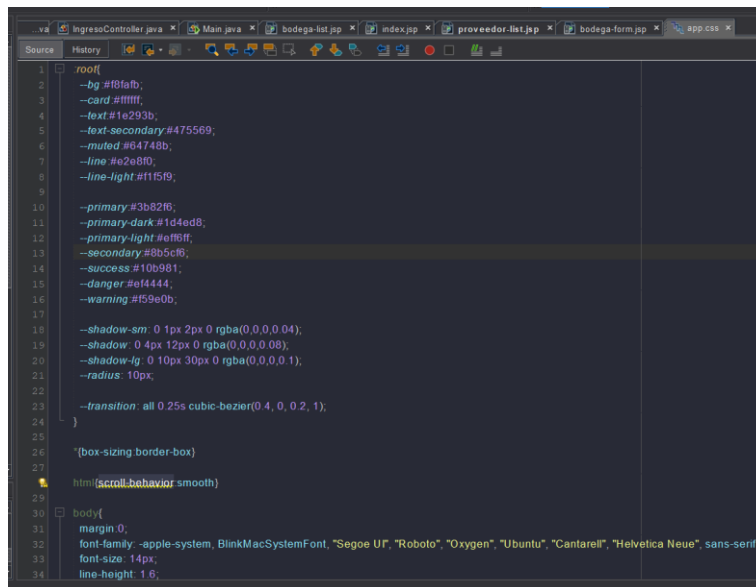 ...va IngresoController.java Main.java bodega-list.jsp index.jsp proveedor-list.jsp bodega-form.jsp app.css
Source History
1 :root{
2 --bg:#f8fafb;
3 --card:#ffffff;
4 --text:#1e293b;
5 --text-secondary:#475569;
6 --muted:#64748b;
7 --line:#e2e8f0;
8 --line-light:#f1f5f9;
9
10 --primary:#3b82f6;
11 --primary-dark:#1d4ed8;
12 --primary-light:#eff6ff;
13 --secondary:#8b5cf6;
14 --success:#10b981;
15 --danger:#ef4444;
16 --warning:#f59e0b;
17
18 --shadow-sm: 0 1px 2px 0 rgba(0,0,0,0.04);
19 --shadow: 0 4px 12px 0 rgba(0,0,0,0.08);
20 --shadow-lg: 0 10px 30px 0 rgba(0,0,0,0.1);
21 --radius: 10px;
22
23 --transition: all 0.25s cubic-bezier(0.4, 0, 0.2, 1);
24 }
25
26 *{box-sizing:border-box}
27
html{scroll-behavior:smooth}
29
30 body{
31 margin:0;
32 font-family: -apple-system, BlinkMacSystemFont, "Segoe UI", "Roboto", "Oxygen", "Ubuntu", "Cantarell", "Helvetica Neue", sans-serif
33 font-size: 14px;
34 line-height: 1.6;